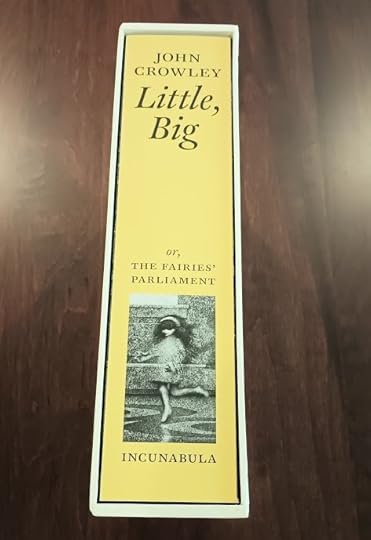 JOHN
CROWLEY
Little,
Big
or,
THE FAIRIES'
PARLIAMENT
INCUNABULA